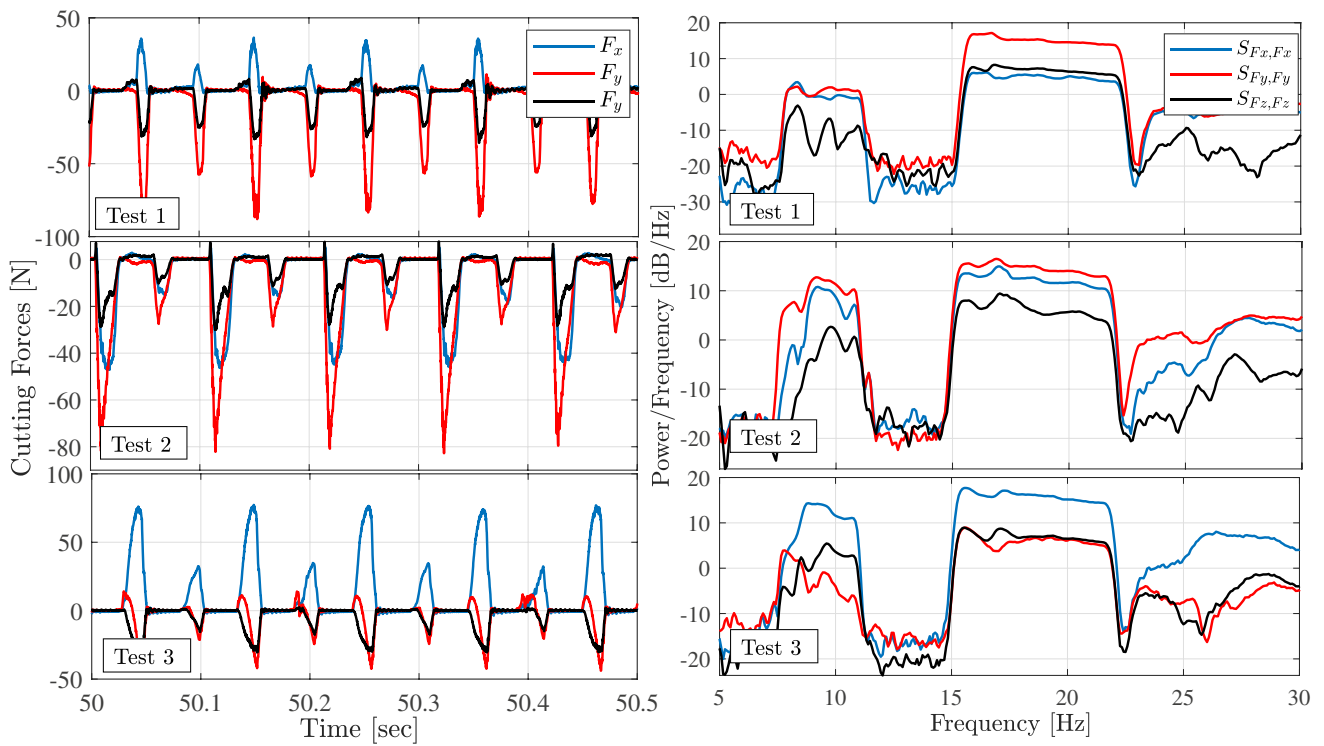 Cutting Forces [N]
50
0
-50
-100
F_x
F_y
F_y
Test 1
0
-20
-40
-60
-80
Test 2
100
50
0
-50
Test 3
50
50.1
50.2
50.3
50.4
50.5
Time [sec]
Power/Frequency [dB/Hz]
20
10
0
-10
-20
-30
S_{Fx,Fx}
S_{Fy,Fy}
S_{Fz,Fz}
Test 1
20
10
0
-10
-20
Test 2
20
10
0
-10
-20
Test 3
5
10
15
20
25
30
Frequency [Hz]